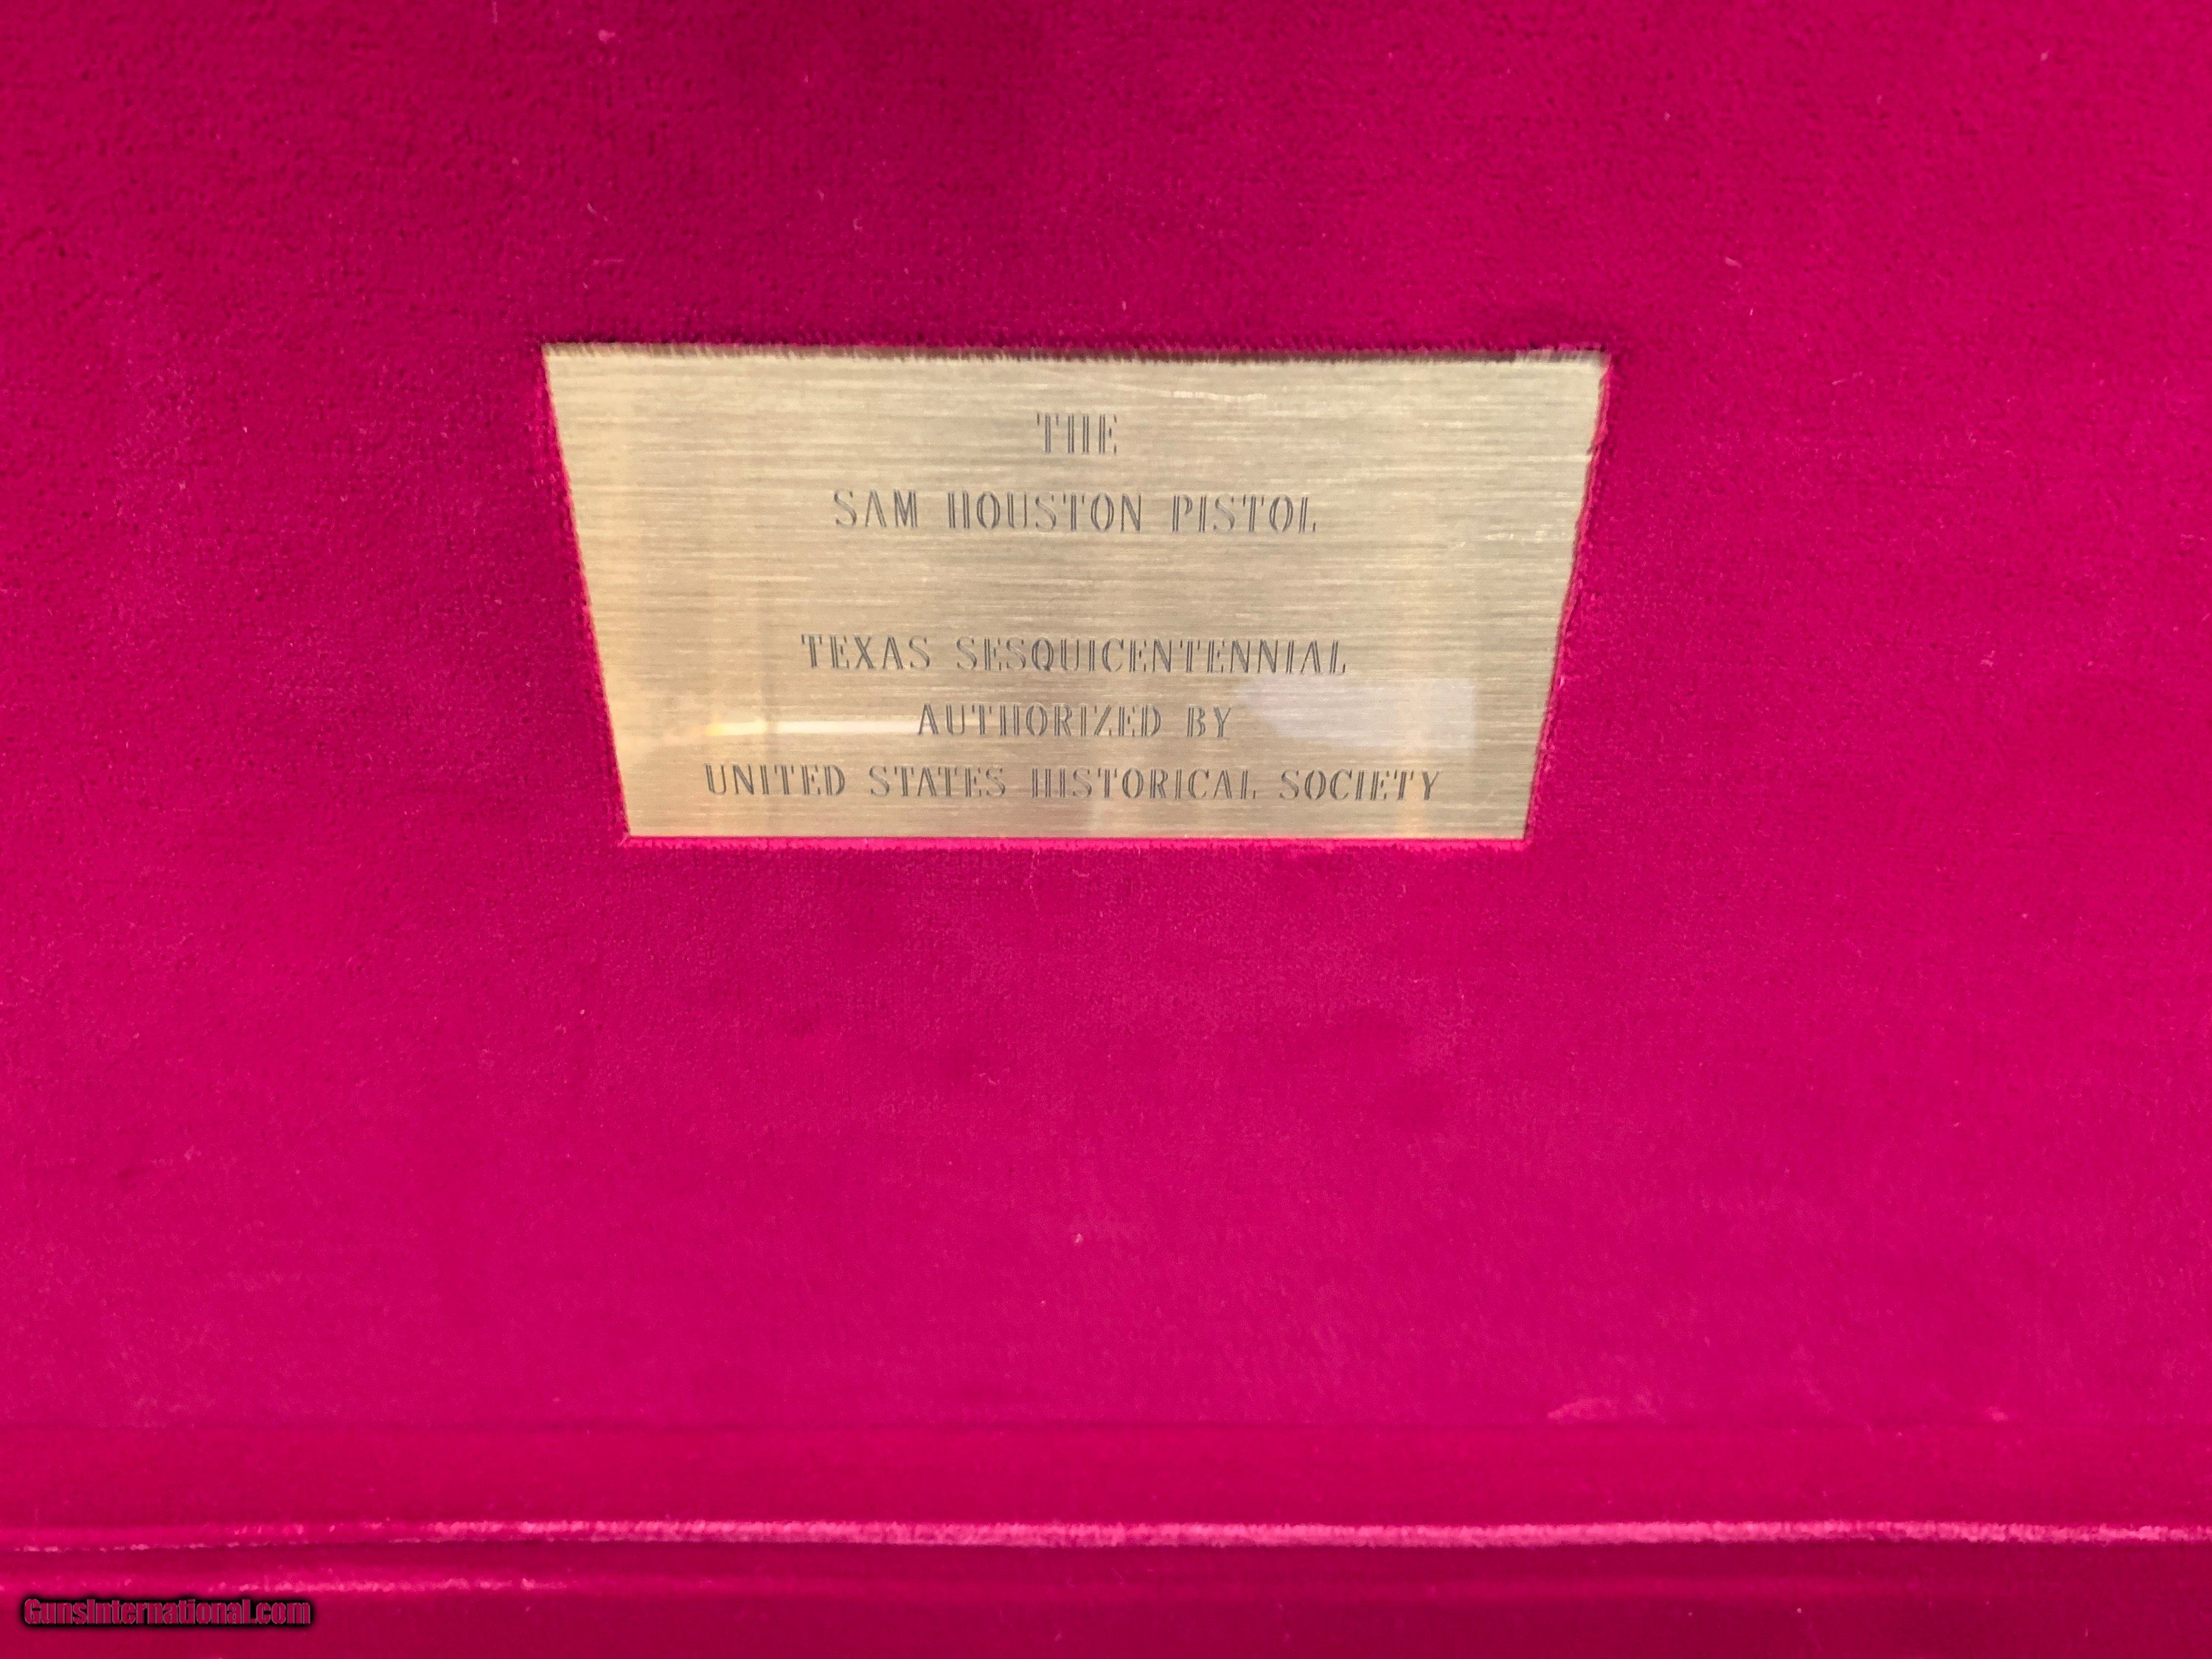 THE
SAM HOUSTON PISTOL
TEXAS SESQUICENTENNIAL
AUTHORIZED BY
UNITED STATES HISTORICAL SOCIETY
GunsInternational.com